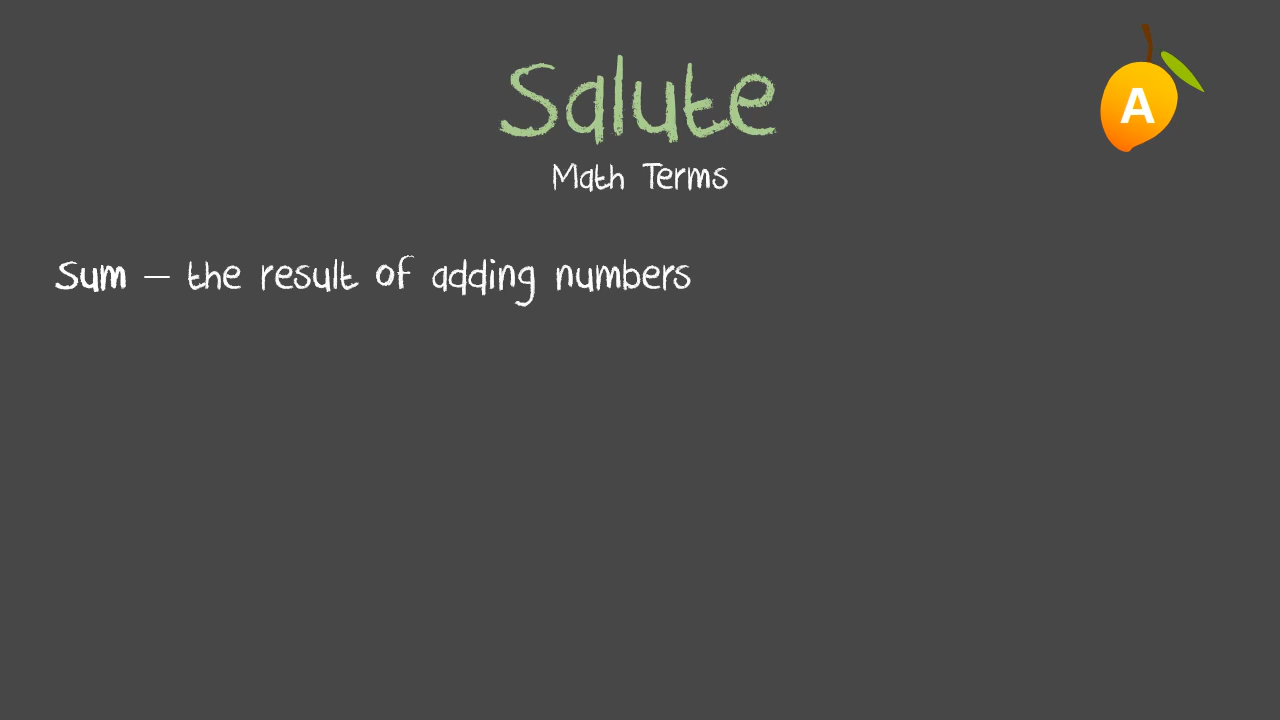 Salute
A
Math Terms
Sum – the result of adding numbers